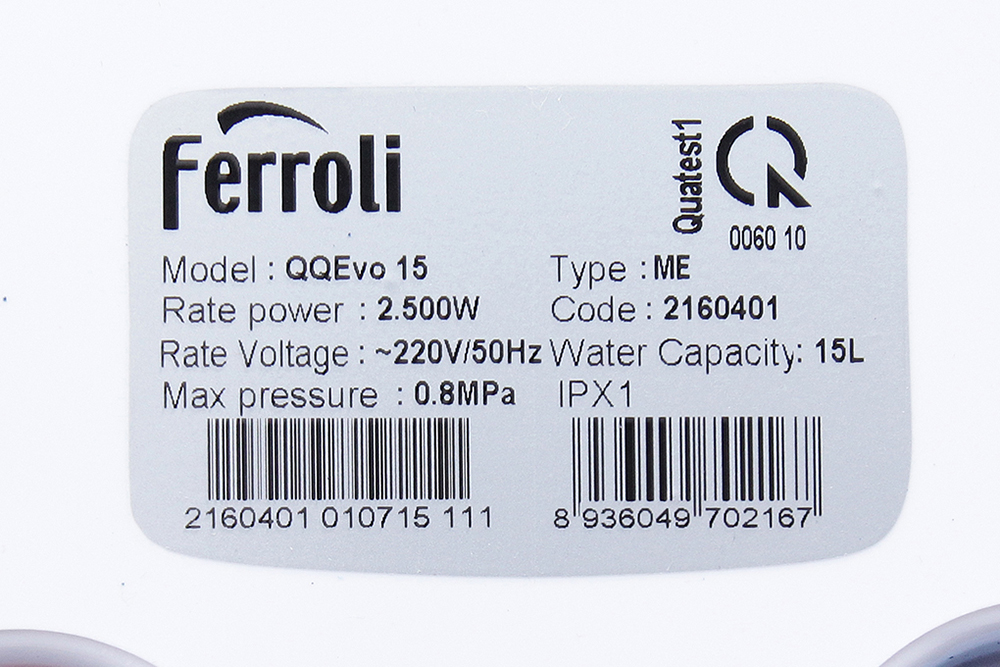 Ferroli
Quatest1
0060 10
Model : QQEvo 15
Type : ME
Rate power : 2.500W
Code : 2160401
Rate Voltage : ~220V/50Hz
Water Capacity: 15L
Max pressure : 0.8MPa
IPX1
2160401 010715 111
8 936049 702167